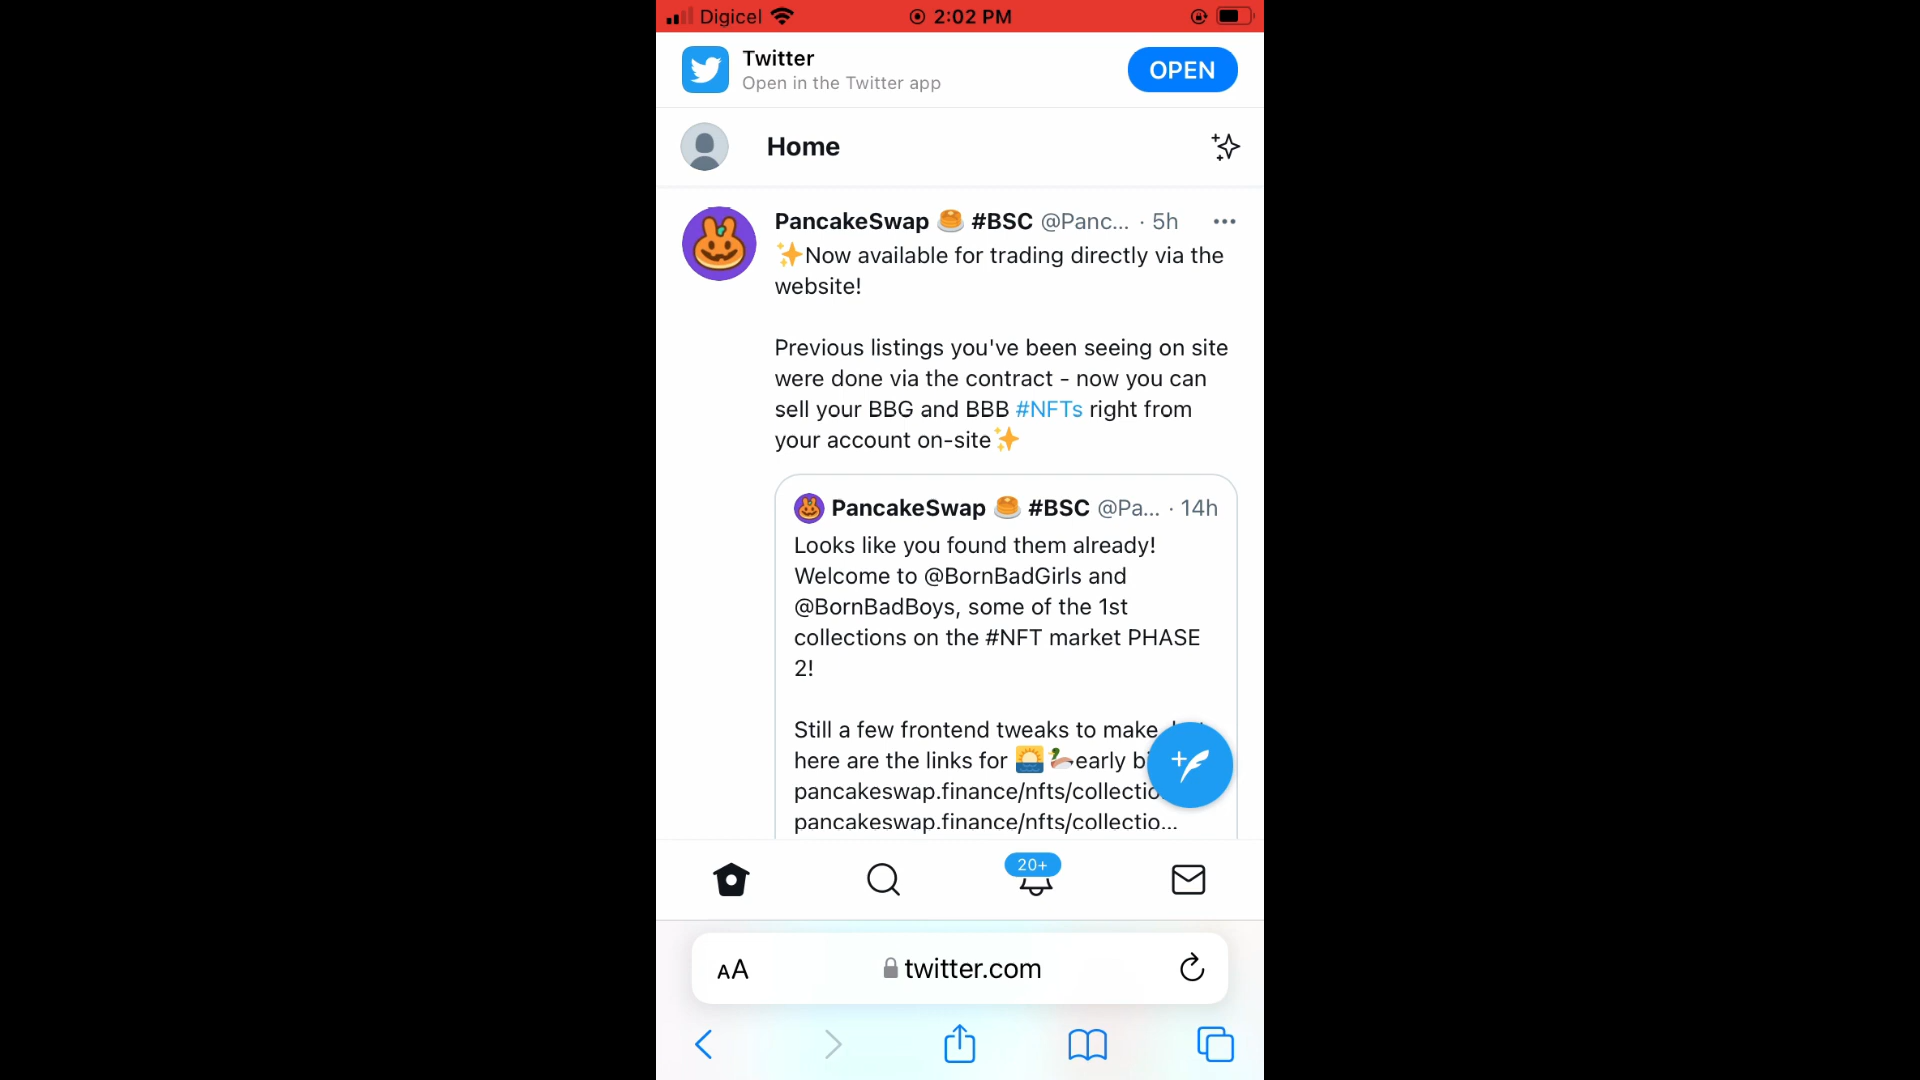 Digicel 2:02 PM
Twitter
Open in the Twitter app
OPEN
Home
PancakeSwap 🥞 #BSC @Panc... · 5h
✨Now available for trading directly via the
website!
Previous listings you've been seeing on site
were done via the contract - now you can
sell your BBG and BBB #NFTs right from
your account on-site✨
PancakeSwap 🥞 #BSC @Pa... · 14h
Looks like you found them already!
Welcome to @BornBadGirls and
@BornBadBoys, some of the 1st
collections on the #NFT market PHASE
2!
Still a few frontend tweaks to make
here are the links for 🌅🦆early
pancakeswap.finance/nfts/collectio
pancakeswap.finance/nfts/collectio...
20+
AA
twitter.com